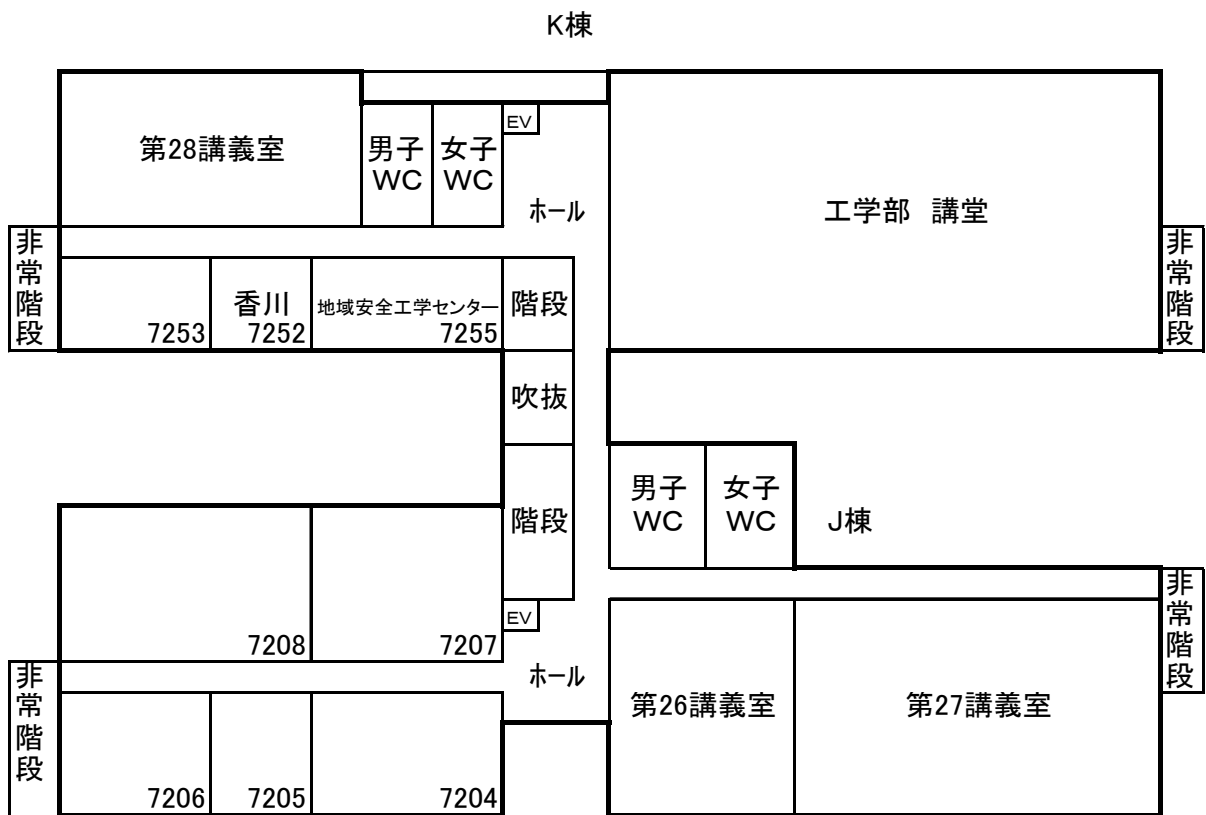 K棟
第28講義室
男子
WC
女子
WC
EV
ホール
工学部 講堂
非常階段
非常階段
7253
香川
7252
地域安全工学センター
7255
階段
吹抜
階段
男子
WC
女子
WC
J棟
7208
7207
EV
ホール
非常階段
非常階段
第26講義室
第27講義室
7206
7205
7204